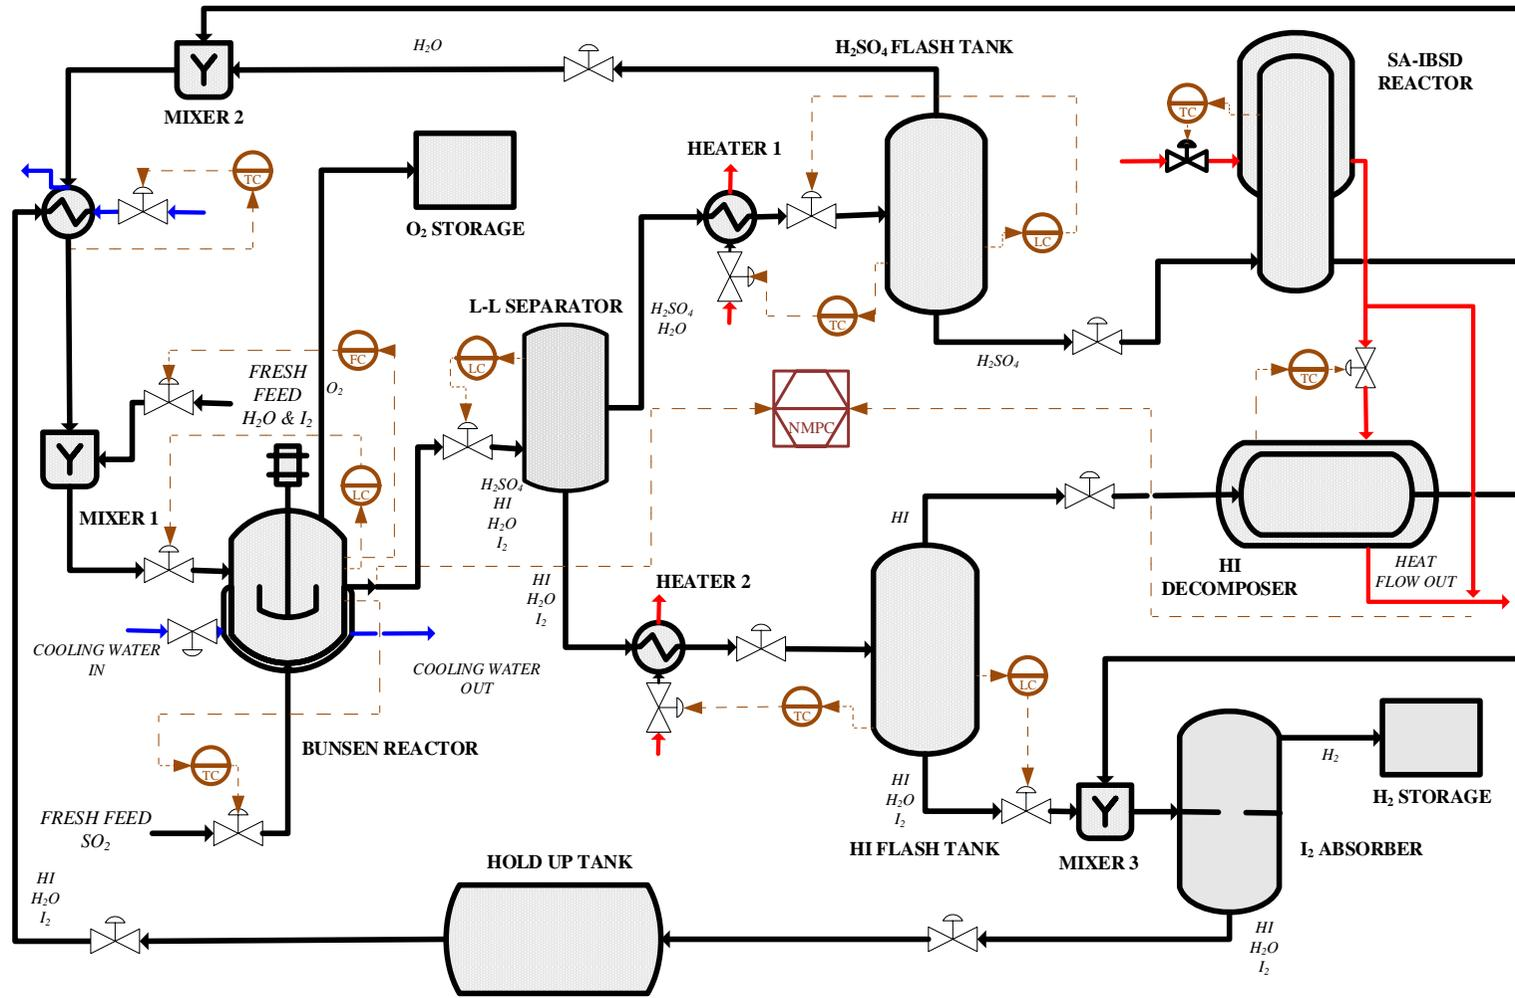 H₂O
H₂SO₄ FLASH TANK
SA-IBSD
REACTOR
MIXER 2
TC
HEATER 1
TC
O₂ STORAGE
LC
L-L SEPARATOR
H₂SO₄
H₂O
TC
H₂SO₄
FC
LC
TC
FRESH
FEED
H₂O & I₂
O₂
NMPC
LC
MIXER 1
H₂SO₄
HI
H₂O
I₂
HI
HI
H₂O
I₂
HEATER 2
HI
DECOMPOSER
HEAT
FLOW OUT
COOLING WATER
IN
COOLING WATER
OUT
LC
TC
BUNSEN REACTOR
TC
H₂
HI
H₂O
I₂
H₂ STORAGE
FRESH FEED
SO₂
HI FLASH TANK
MIXER 3
I₂ ABSORBER
HOLD UP TANK
HI
H₂O
I₂
HI
H₂O
I₂